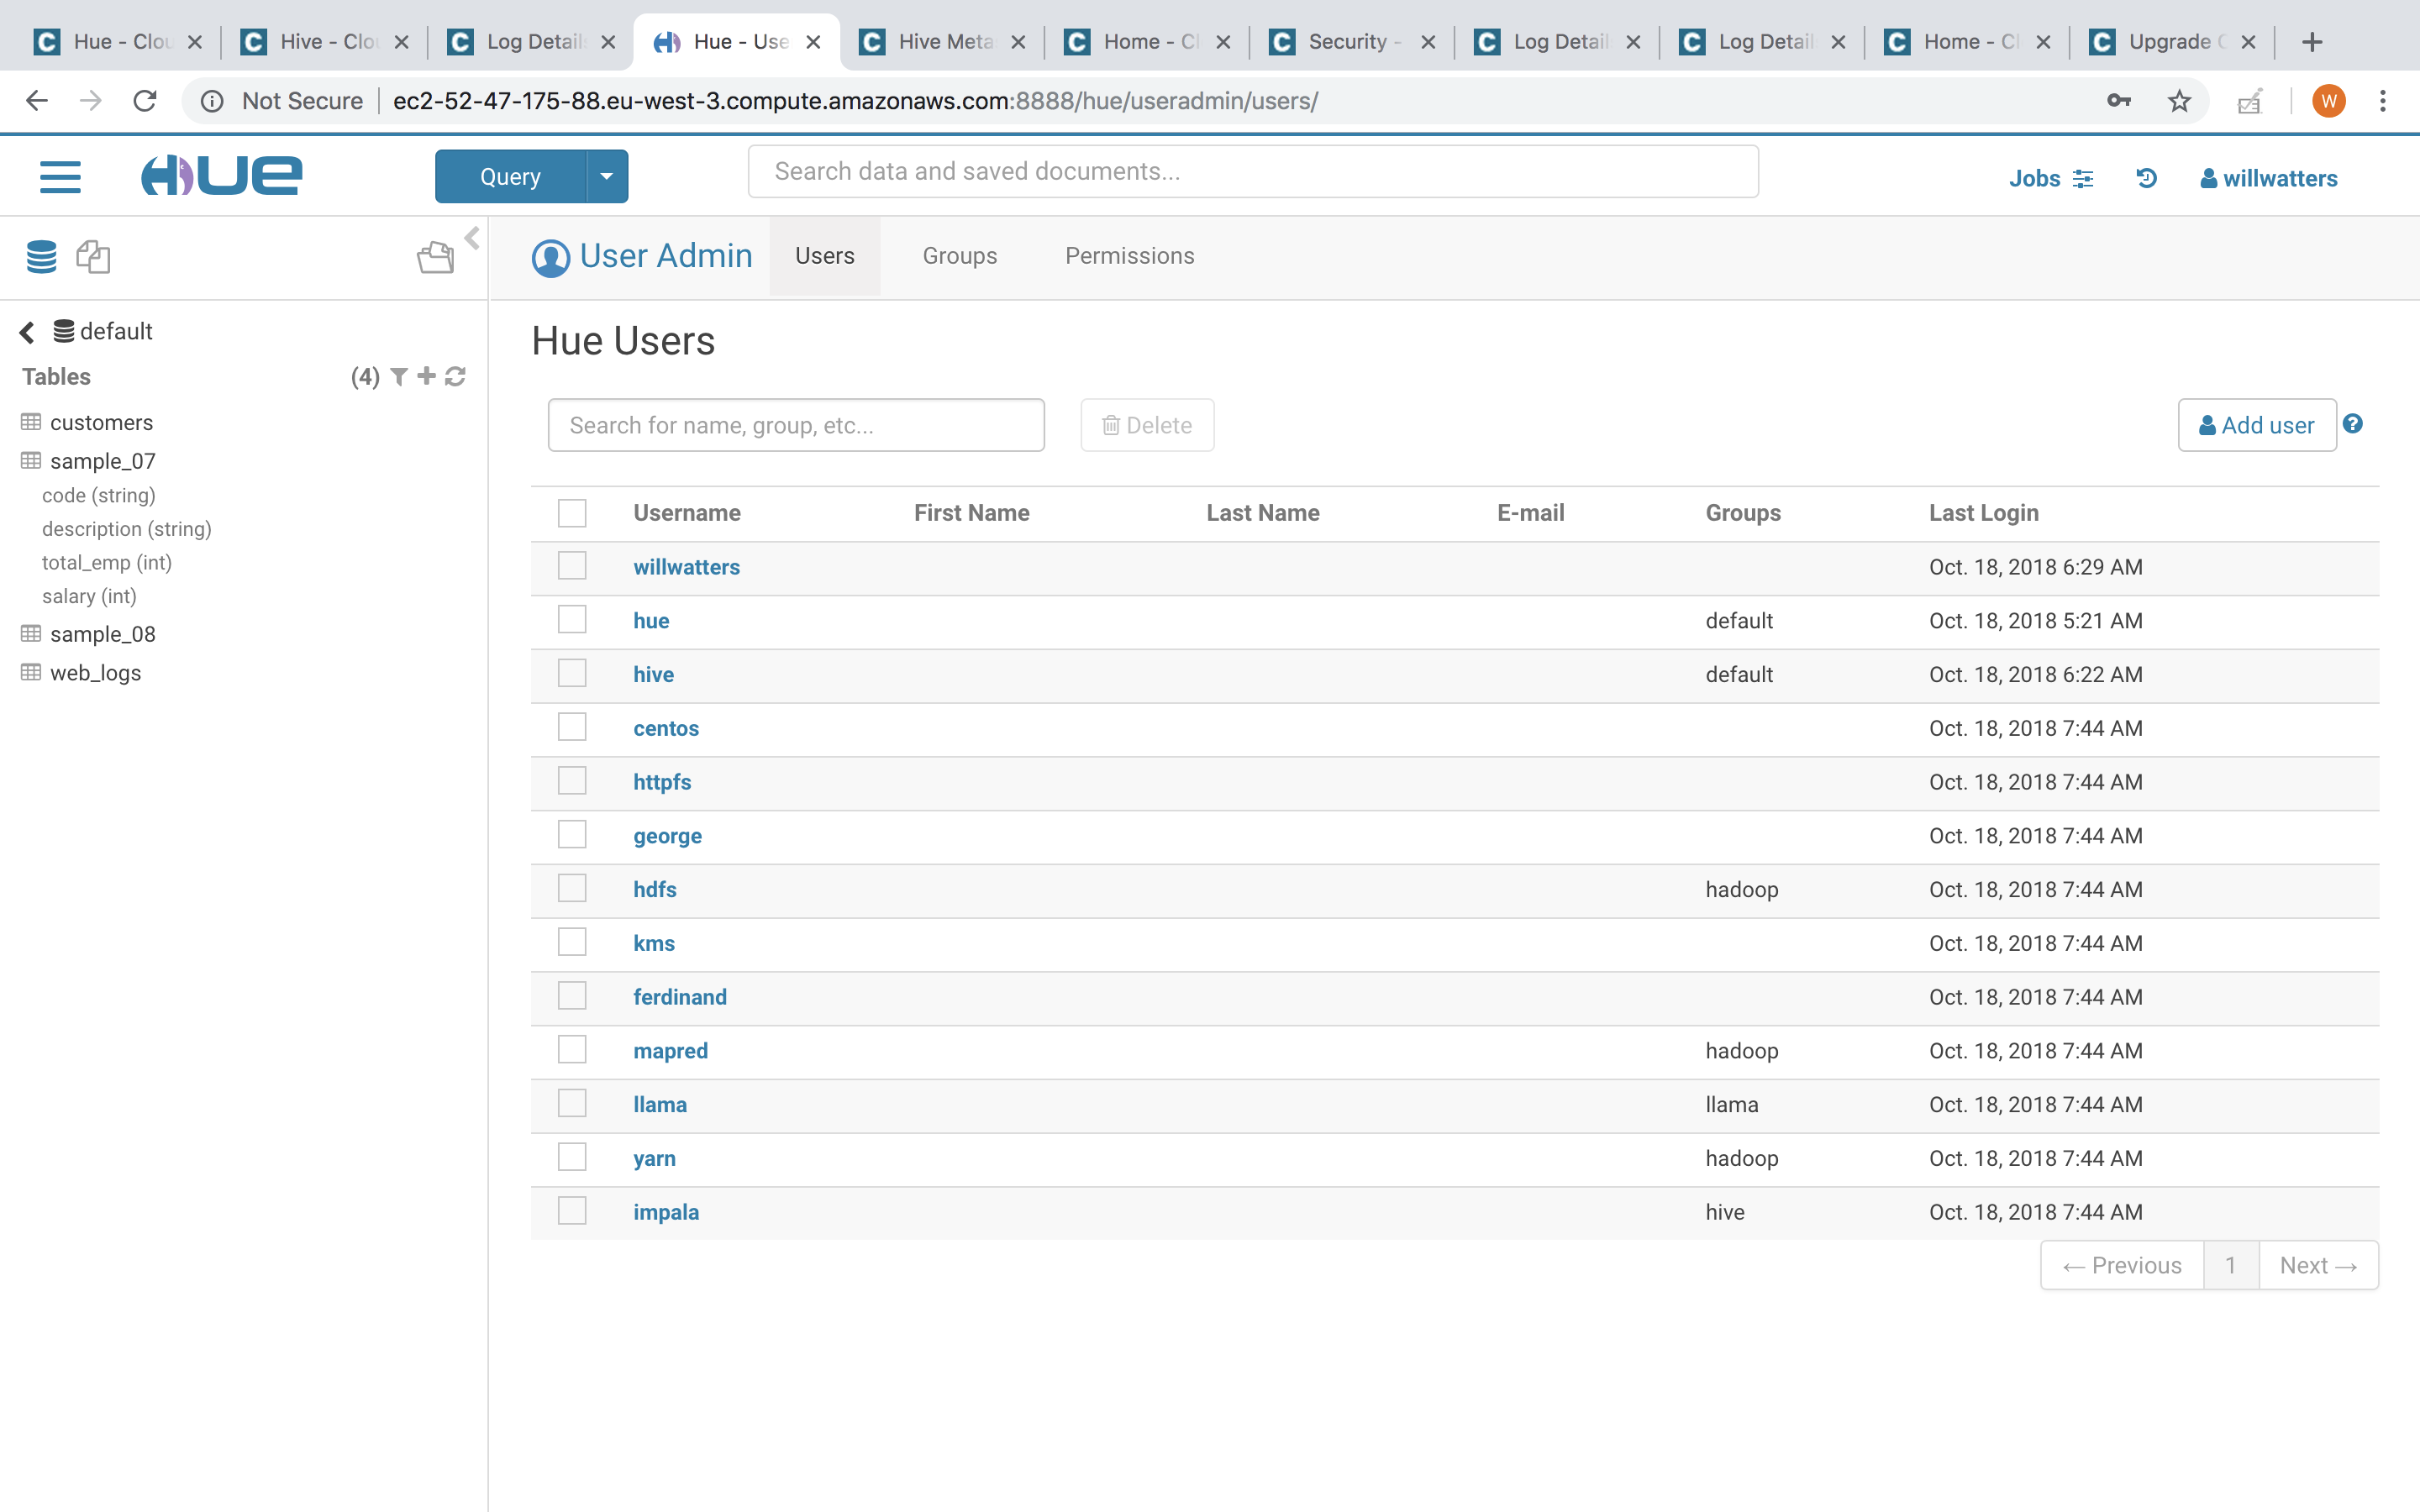 Hue - Clou
Hive - Clou
Log Detail
Hue - Use
Hive Meta
Home - Cl
Security -
Log Detail
Log Detail
Home - Cl
Upgrade C
Not Secure
ec2-52-47-175-88.eu-west-3.compute.amazonaws.com:8888/hue/useradmin/users/
W
HUE
Query
Search data and saved documents...
Jobs
willwatters
User Admin
Users
Groups
Permissions
default
Tables (4)
customers
sample_07
code (string)
description (string)
total_emp (int)
salary (int)
sample_08
web_logs
Hue Users
Search for name, group, etc...
Delete
Add user
Username First Name Last Name E-mail Groups Last Login
willwatters Oct. 18, 2018 6:29 AM
hue default Oct. 18, 2018 5:21 AM
hive default Oct. 18, 2018 6:22 AM
centos Oct. 18, 2018 7:44 AM
httpfs Oct. 18, 2018 7:44 AM
george Oct. 18, 2018 7:44 AM
hdfs hadoop Oct. 18, 2018 7:44 AM
kms Oct. 18, 2018 7:44 AM
ferdinand Oct. 18, 2018 7:44 AM
mapred hadoop Oct. 18, 2018 7:44 AM
llama llama Oct. 18, 2018 7:44 AM
yarn hadoop Oct. 18, 2018 7:44 AM
impala hive Oct. 18, 2018 7:44 AM
← Previous 1 Next →